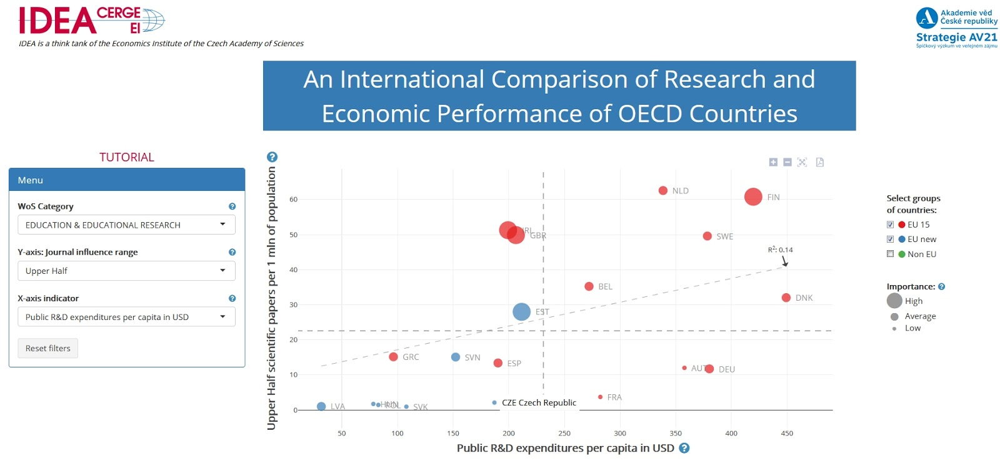 IDEA CERGE EI
IDEA is a think tank of the Economics Institute of the Czech Academy of Sciences
Akademie věd
České republiky
Strategie AV21
Špičkový výzkum ve veřejném zájmu
An International Comparison of Research and
Economic Performance of OECD Countries
TUTORIAL
Menu
WoS Category
?
EDUCATION & EDUCATIONAL RESEARCH
Y-axis: Journal influence range
?
Upper Half
X-axis indicator
?
Public R&D expenditures per capita in USD
Reset filters
?
Upper Half scientific papers per 1 mln of population
60
50
40
30
20
10
0
NLD
FIN
IRL
GBR
SWE
R²: 0.14
BEL
DNK
EST
GRC
SVN
ESP
AUT
DEU
FRA
CZE Czech Republic
LVA
HUN
POL
SVK
50
100
150
200
250
300
350
400
450
Public R&D expenditures per capita in USD ?
Select groups
of countries:
EU 15
EU new
Non EU
Importance: ?
High
Average
Low